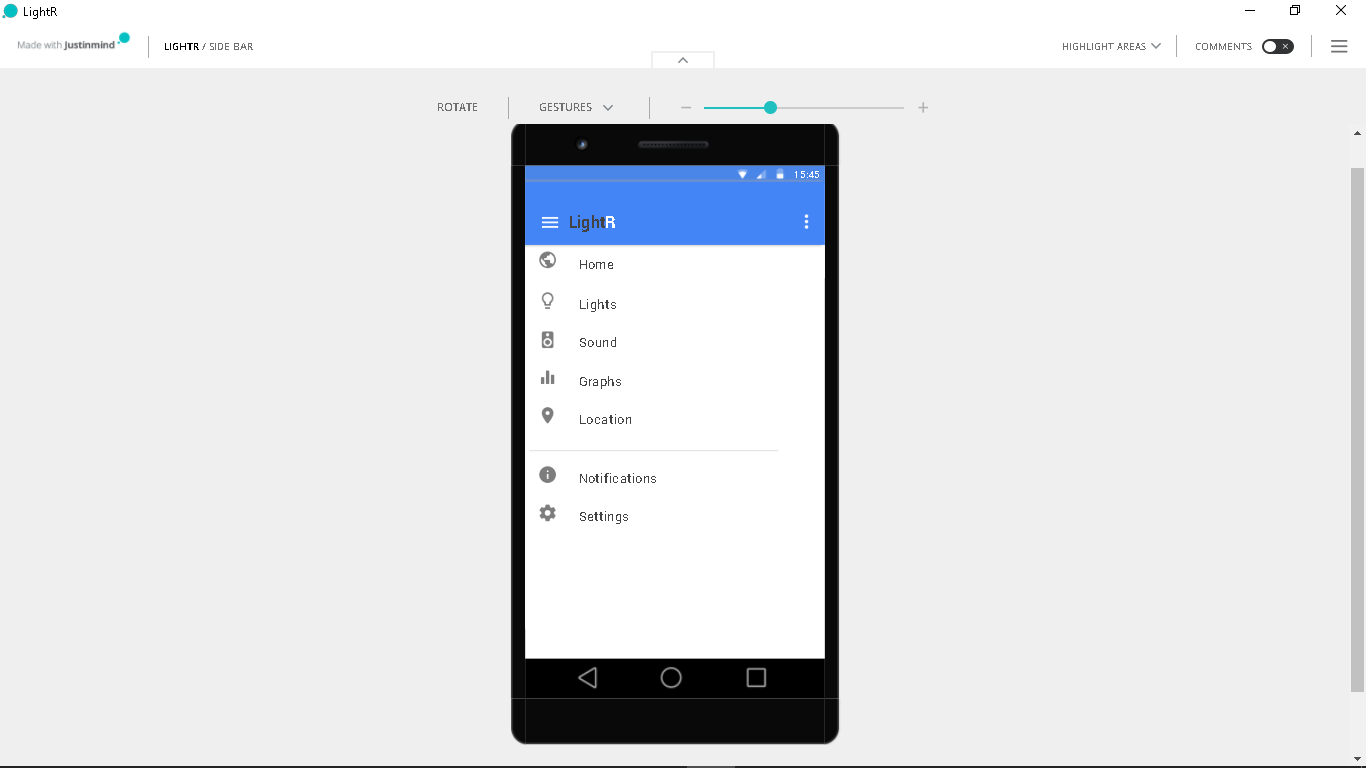 LightR
Made with Justinmind
LIGHTR / SIDE BAR
HIGHLIGHT AREAS
COMMENTS
ROTATE
GESTURES
15:45
LightR
Home
Lights
Sound
Graphs
Location
Notifications
Settings